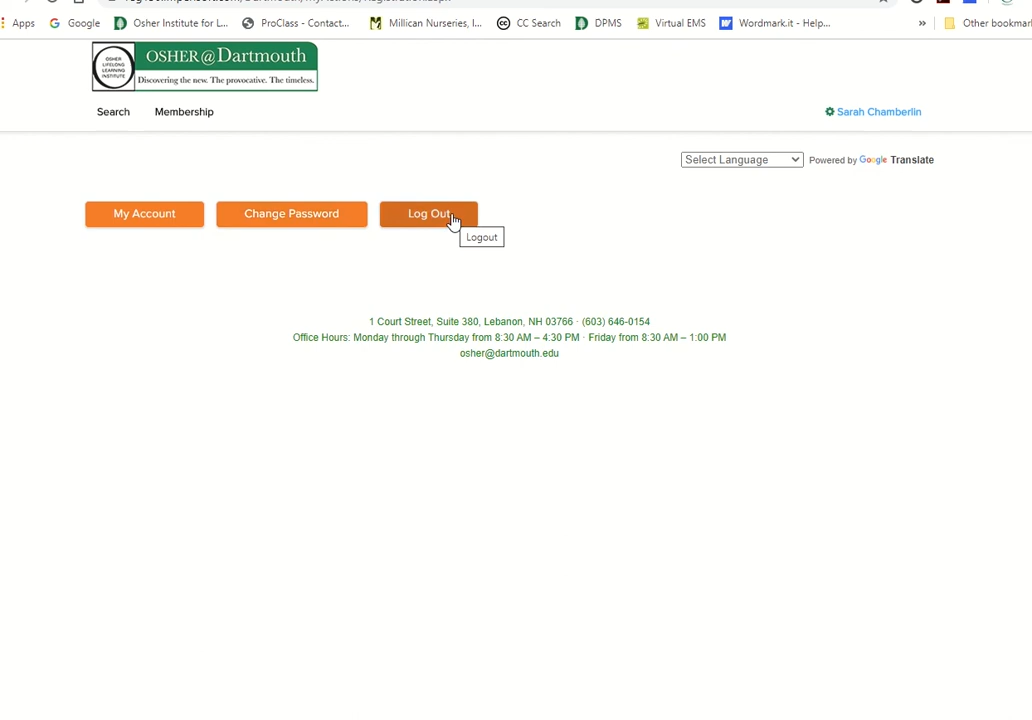 Apps Google Osher Institute for L... ProClass - Contact... Millican Nurseries, I... CC Search DPMS Virtual EMS Wordmark.it - Help... » Other bookmar
OSHER LIFELONG LEARNING INSTITUTE
OSHER@Dartmouth
Discovering the new. The provocative. The timeless.
Search Membership Sarah Chamberlin
Select Language Powered by Google Translate
My Account Change Password Log Out
Logout
1 Court Street, Suite 380, Lebanon, NH 03766 · (603) 646-0154
Office Hours: Monday through Thursday from 8:30 AM – 4:30 PM · Friday from 8:30 AM – 1:00 PM
osher@dartmouth.edu